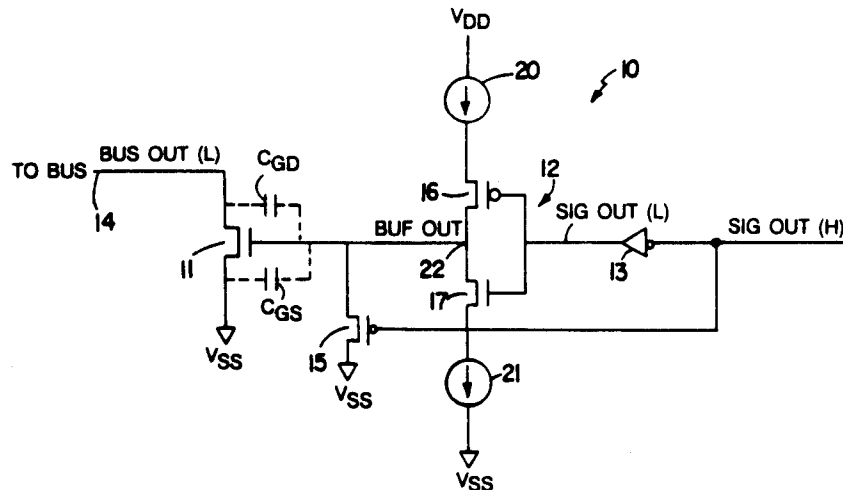 VDD
20
10
BUS OUT (L)
CGD
TO BUS
14
16
12
SIG OUT (L)
SIG OUT (H)
BUF OUT
22
13
11
17
CGS
15
VSS
VSS
21
VSS